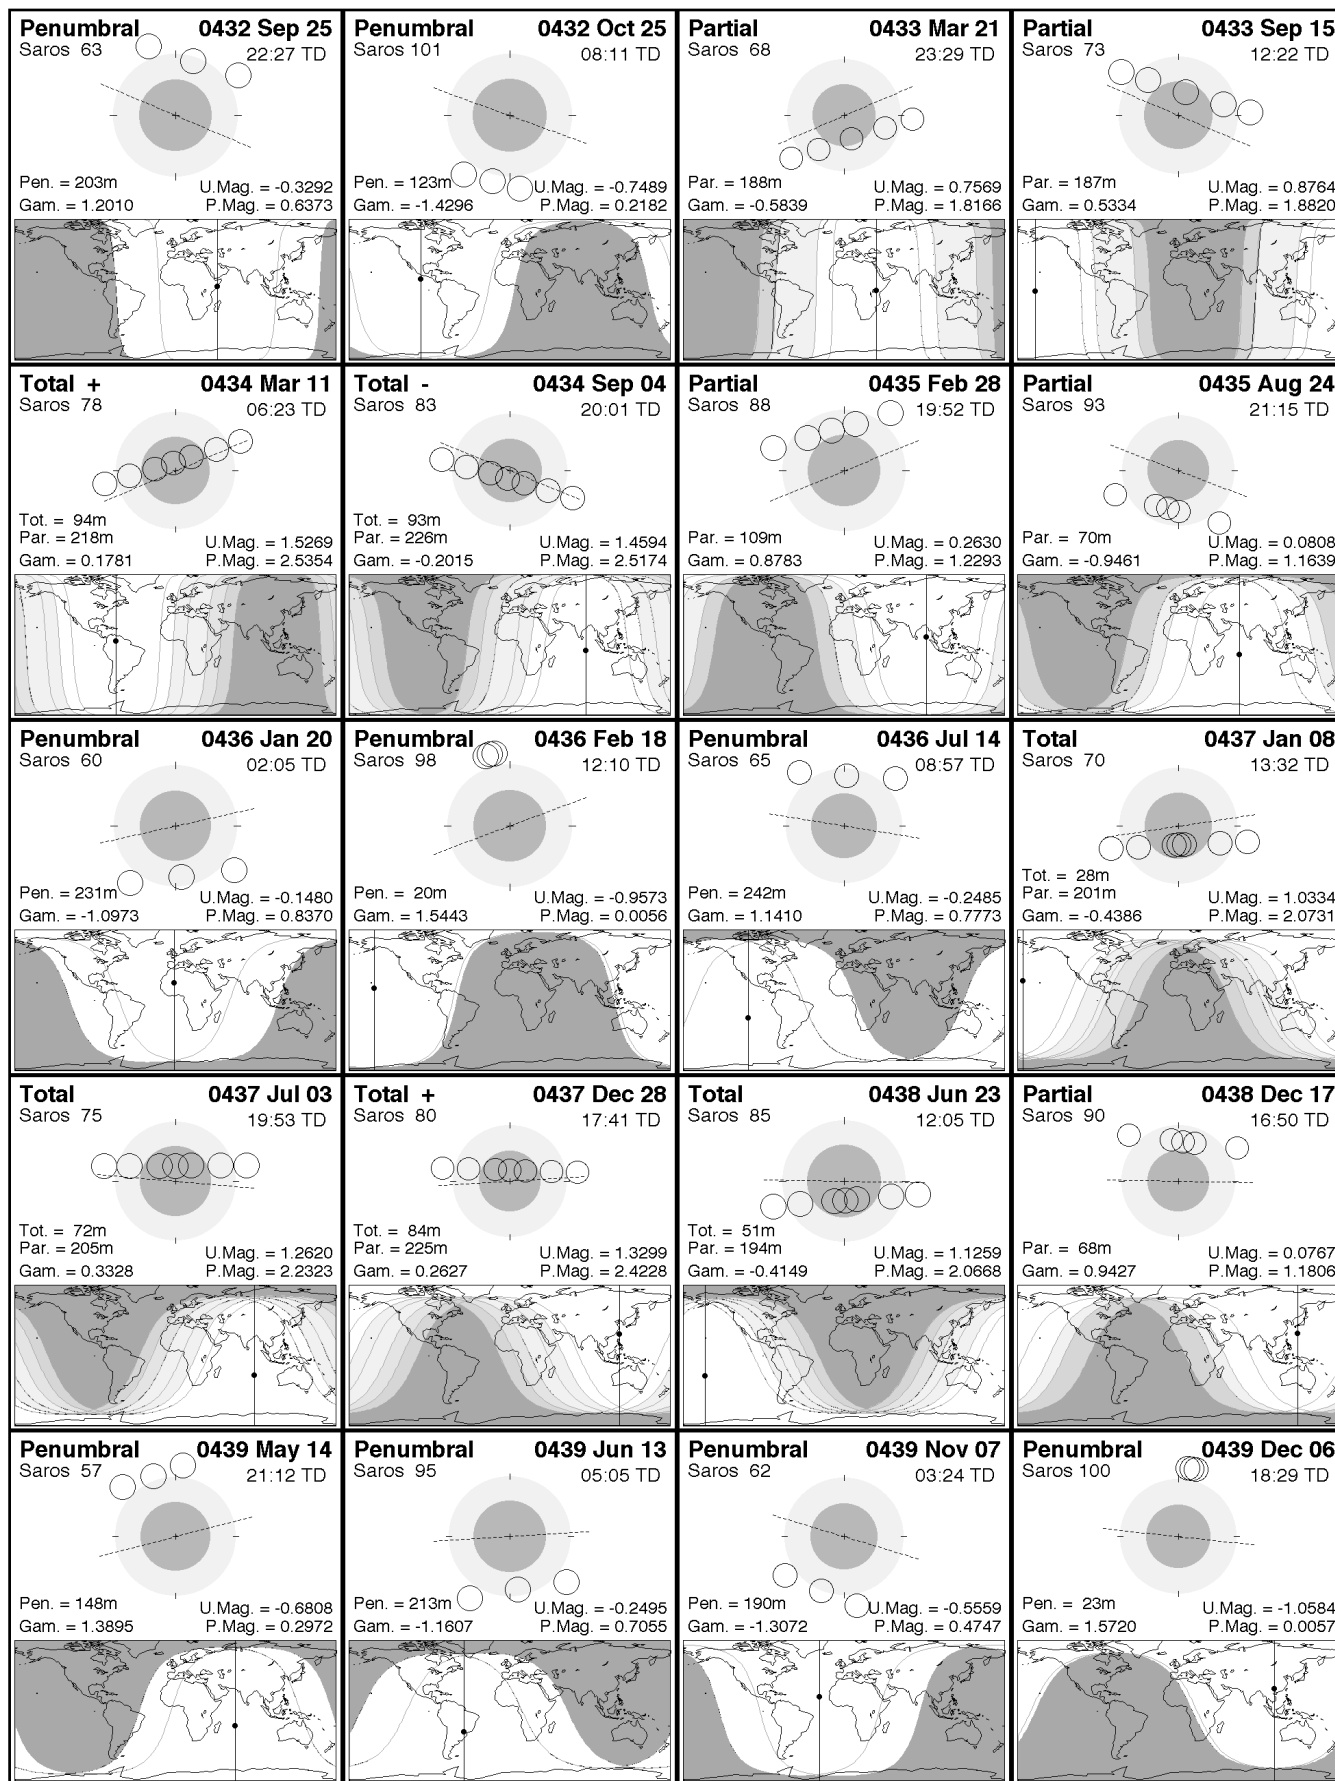 Penumbral 0432 Sep 25
Saros 63 22:27 TD
Pen. = 203m U.Mag. = -0.3292
Gam. = 1.2010 P.Mag. = 0.6373
Penumbral 0432 Oct 25
Saros 101 08:11 TD
Pen. = 123m U.Mag. = -0.7489
Gam. = -1.4296 P.Mag. = 0.2182
Partial 0433 Mar 21
Saros 68 23:29 TD
Par. = 188m U.Mag. = 0.7569
Gam. = -0.5839 P.Mag. = 1.8166
Partial 0433 Sep 15
Saros 73 12:22 TD
Par. = 187m U.Mag. = 0.8764
Gam. = 0.5334 P.Mag. = 1.8820
Total + 0434 Mar 11
Saros 78 06:23 TD
Tot. = 94m
Par. = 218m U.Mag. = 1.5269
Gam. = 0.1781 P.Mag. = 2.5354
Total - 0434 Sep 04
Saros 83 20:01 TD
Tot. = 93m
Par. = 226m U.Mag. = 1.4594
Gam. = -0.2015 P.Mag. = 2.5174
Partial 0435 Feb 28
Saros 88 19:52 TD
Par. = 109m U.Mag. = 0.2630
Gam. = 0.8783 P.Mag. = 1.2293
Partial 0435 Aug 24
Saros 93 21:15 TD
Par. = 70m U.Mag. = 0.0808
Gam. = -0.9461 P.Mag. = 1.1639
Penumbral 0436 Jan 20
Saros 60 02:05 TD
Pen. = 231m U.Mag. = -0.1480
Gam. = -1.0973 P.Mag. = 0.8370
Penumbral 0436 Feb 18
Saros 98 12:10 TD
Pen. = 20m U.Mag. = -0.9573
Gam. = 1.5443 P.Mag. = 0.0056
Penumbral 0436 Jul 14
Saros 65 08:57 TD
Pen. = 242m U.Mag. = -0.2485
Gam. = 1.1410 P.Mag. = 0.7773
Total 0437 Jan 08
Saros 70 13:32 TD
Tot. = 28m
Par. = 201m U.Mag. = 1.0334
Gam. = -0.4386 P.Mag. = 2.0731
Total 0437 Jul 03
Saros 75 19:53 TD
Tot. = 72m
Par. = 205m U.Mag. = 1.2620
Gam. = 0.3328 P.Mag. = 2.2323
Total + 0437 Dec 28
Saros 80 17:41 TD
Tot. = 84m
Par. = 225m U.Mag. = 1.3299
Gam. = 0.2627 P.Mag. = 2.4228
Total 0438 Jun 23
Saros 85 12:05 TD
Tot. = 51m
Par. = 194m U.Mag. = 1.1259
Gam. = -0.4149 P.Mag. = 2.0668
Partial 0438 Dec 17
Saros 90 16:50 TD
Par. = 68m U.Mag. = 0.0767
Gam. = 0.9427 P.Mag. = 1.1806
Penumbral 0439 May 14
Saros 57 21:12 TD
Pen. = 148m U.Mag. = -0.6808
Gam. = 1.3895 P.Mag. = 0.2972
Penumbral 0439 Jun 13
Saros 95 05:05 TD
Pen. = 213m U.Mag. = -0.2495
Gam. = -1.1607 P.Mag. = 0.7055
Penumbral 0439 Nov 07
Saros 62 03:24 TD
Pen. = 190m U.Mag. = -0.5559
Gam. = -1.3072 P.Mag. = 0.4747
Penumbral 0439 Dec 06
Saros 100 18:29 TD
Pen. = 23m U.Mag. = -1.0584
Gam. = 1.5720 P.Mag. = 0.0057